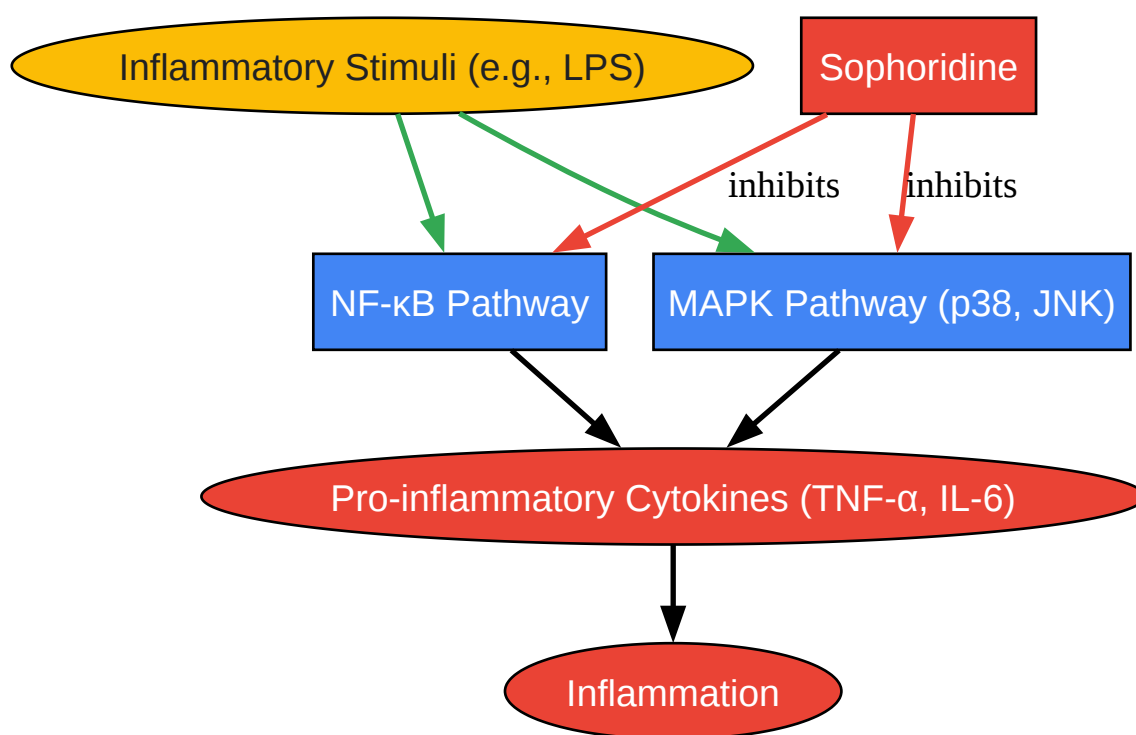 Inflammatory Stimuli (e.g., LPS)
Sophoridine
inhibits
inhibits
NF-κB Pathway
MAPK Pathway (p38, JNK)
Pro-inflammatory Cytokines (TNF-α, IL-6)
Inflammation